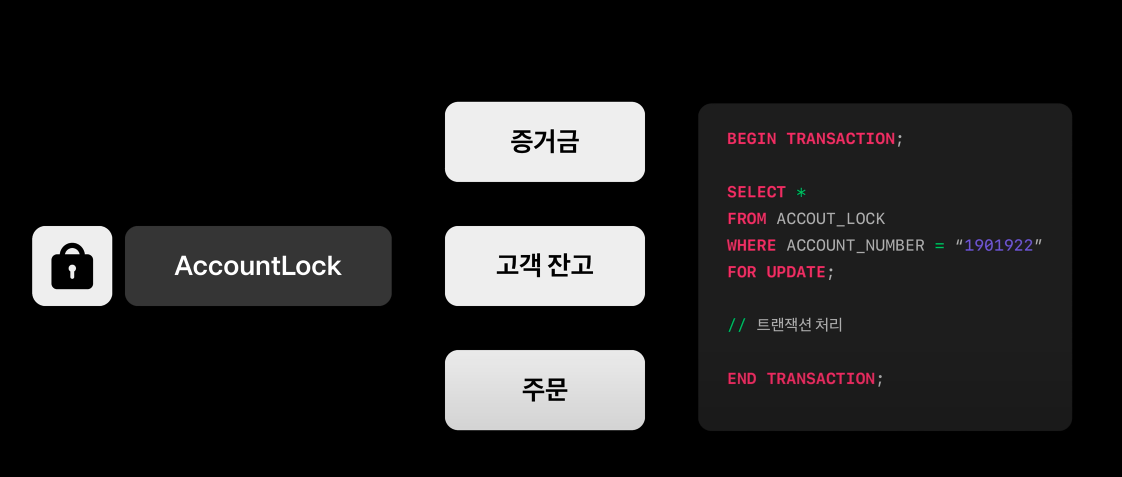 AccountLock
증거금
고객 잔고
주문
BEGIN TRANSACTION;
SELECT *
FROM ACCOUT_LOCK
WHERE ACCOUNT_NUMBER = “1901922”
FOR UPDATE;
// 트랜잭션 처리
END TRANSACTION;